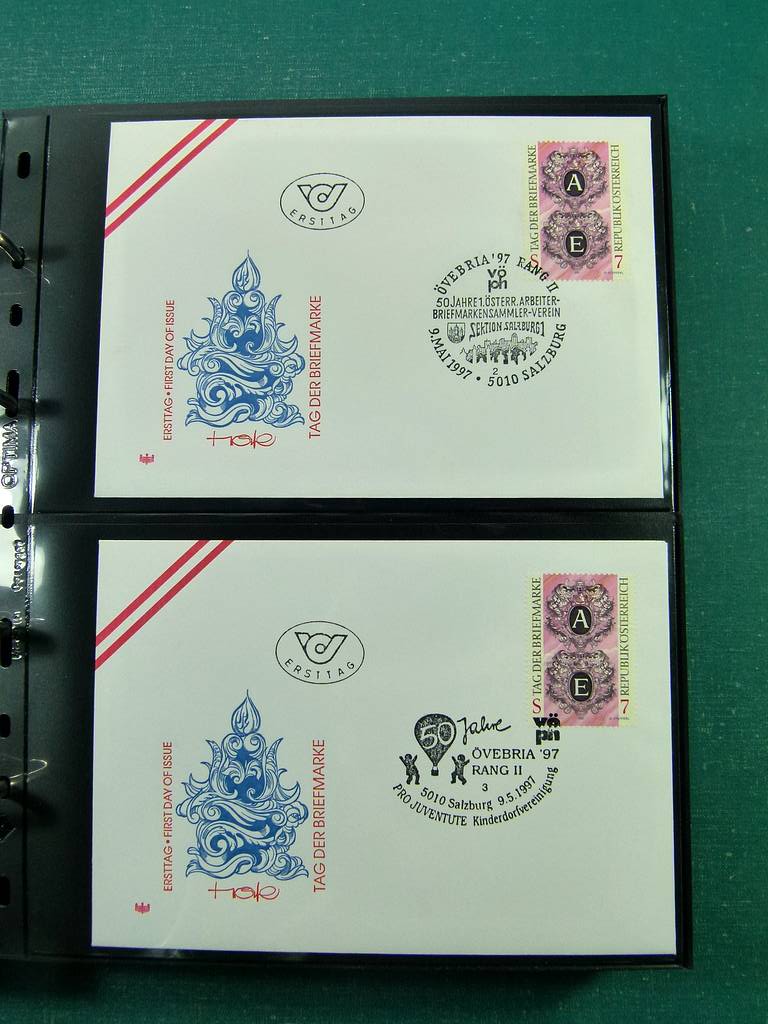 ERSTTAG
TAG DER BRIEFMARKE
REPUBLIK ÖSTERREICH
A
E
S 7
ÖVEBRIA '97 RANG II
vö
ph
50 JAHRE 1. ÖSTERR. ARBEITER-
BRIEFMARKENSAMMLER-VEREIN
SEKTION SALZBURG 1
2
9. MAI 1997 • 5010 SALZBURG
ERSTTAG • FIRST DAY OF ISSUE
TAG DER BRIEFMARKE
OPTIMA
ERSTTAG
TAG DER BRIEFMARKE
REPUBLIK ÖSTERREICH
A
E
S 7
50 Jahre
vö
ph
ÖVEBRIA '97
RANG II
3
5010 Salzburg 9.5.1997
PRO JUVENTUTE Kinderdorfvereinigung
ERSTTAG • FIRST DAY OF ISSUE
TAG DER BRIEFMARKE